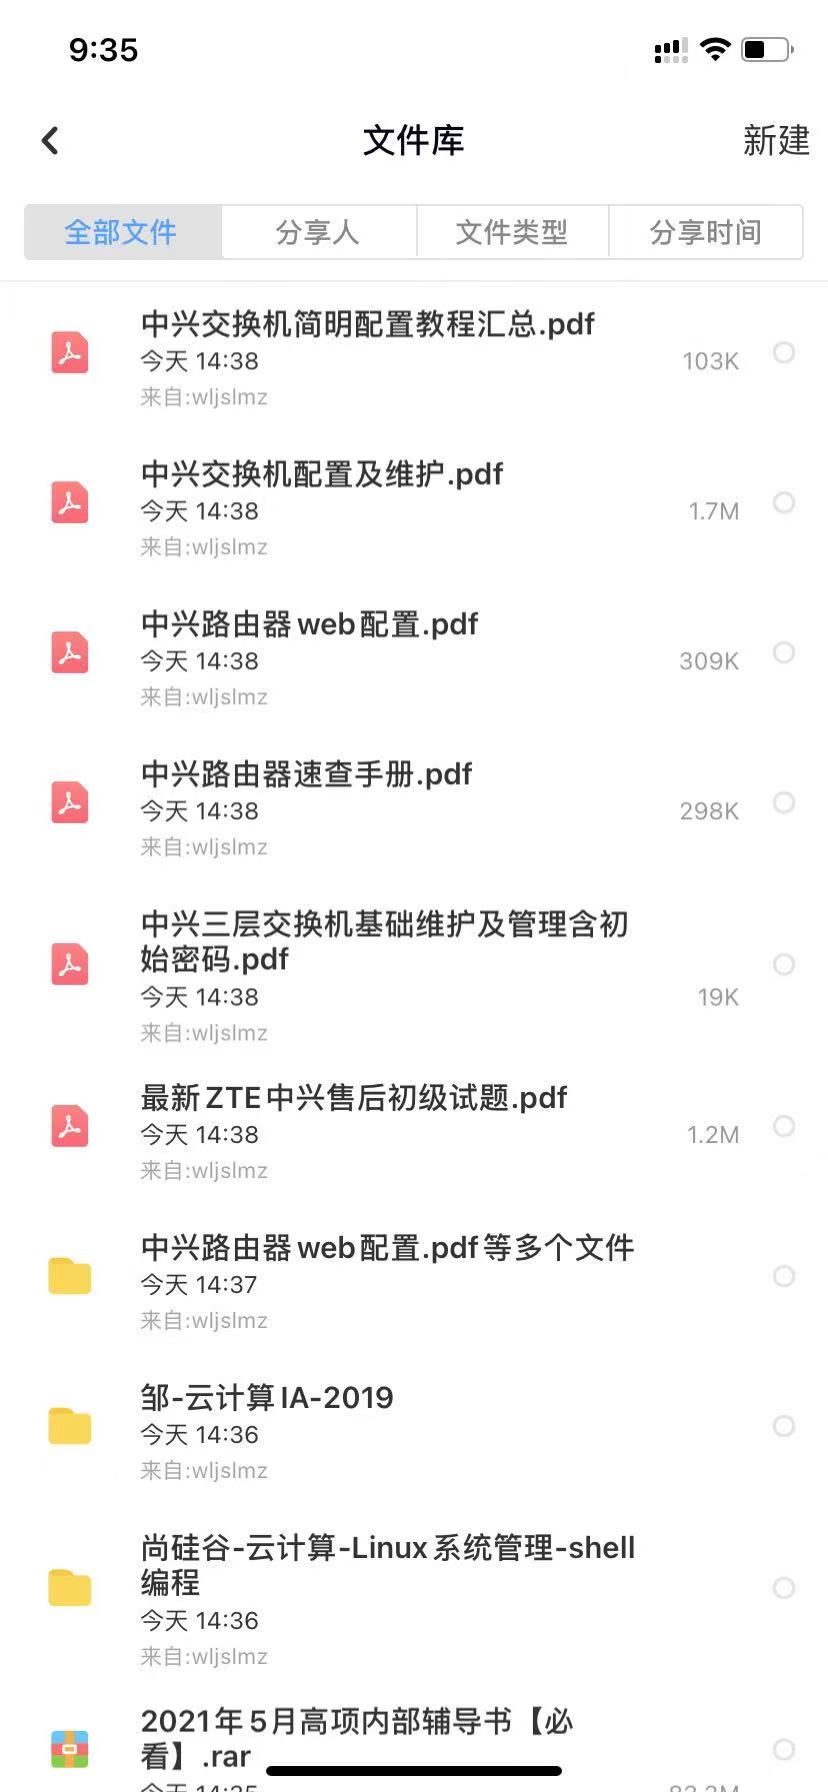 9:35
文件库
新建
全部文件
分享人
文件类型
分享时间
中兴交换机简明配置教程汇总.pdf
今天 14:38
103K
来自:wljslmz
中兴交换机配置及维护.pdf
今天 14:38
1.7M
来自:wljslmz
中兴路由器web配置.pdf
今天 14:38
309K
来自:wljslmz
中兴路由器速查手册.pdf
今天 14:38
298K
来自:wljslmz
中兴三层交换机基础维护及管理含初
始密码.pdf
今天 14:38
19K
来自:wljslmz
最新ZTE中兴售后初级试题.pdf
今天 14:38
1.2M
来自:wljslmz
中兴路由器web配置.pdf等多个文件
今天 14:37
来自:wljslmz
邹-云计算IA-2019
今天 14:36
来自:wljslmz
尚硅谷-云计算-Linux系统管理-shell
编程
今天 14:36
来自:wljslmz
2021年5月高项内部辅导书【必
看】.rar
今天 14:35